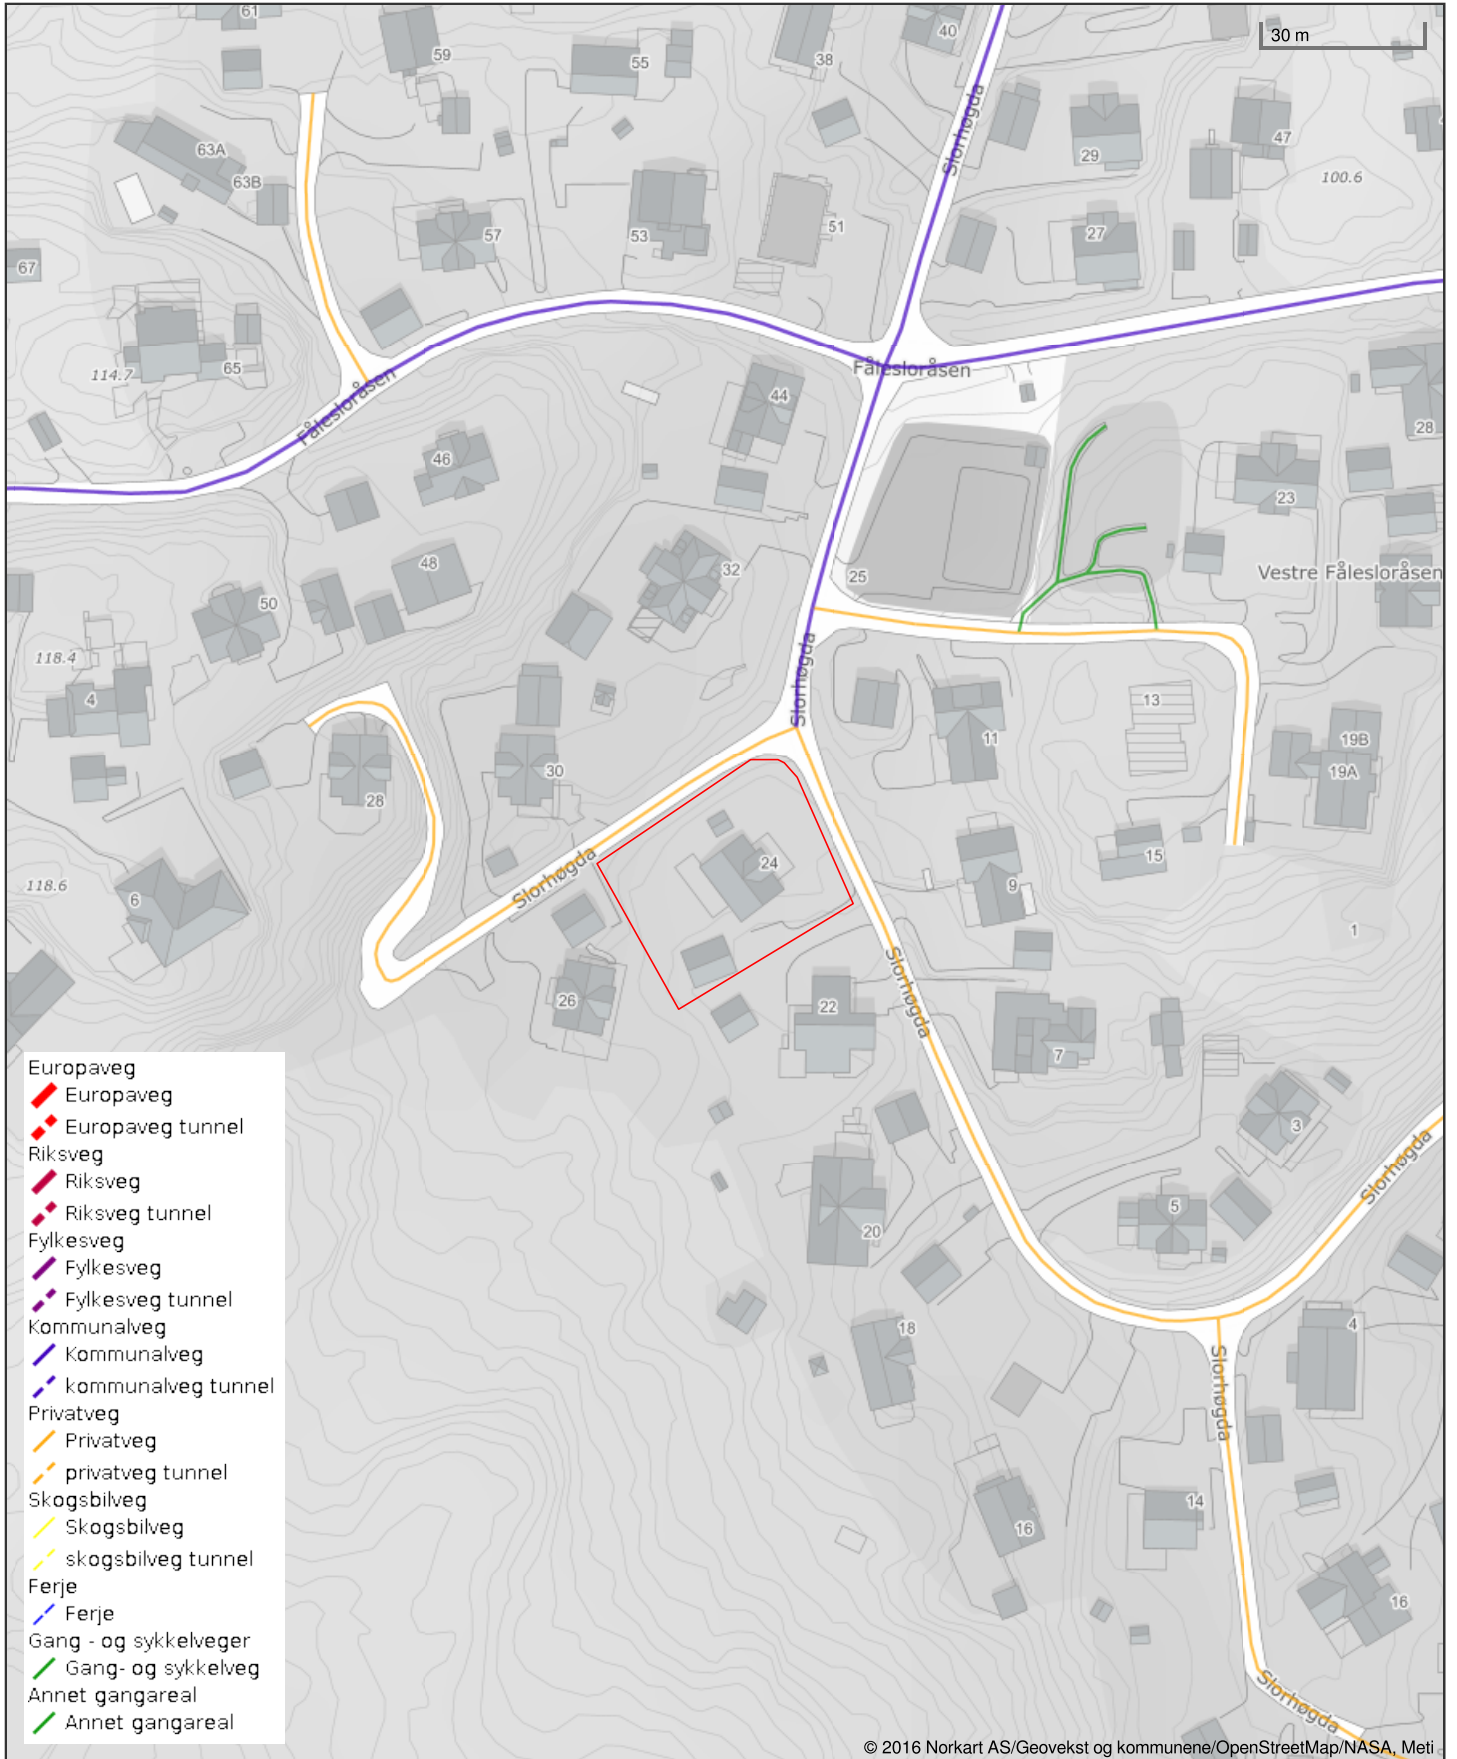 61
59
55
38
40
30 m
Slorhøgda
63A
63B
29
47
100.6
57
53
51
27
67
114.7
65
Fålesloråsen
Fålesloråsen
44
28
46
23
48
32
25
Vestre Fålesloråsen
50
118.4
4
Slorhøgda
13
11
19B
19A
30
28
15
24
118.6
6
Slorhøgda
9
1
26
22
Slorhøgda
7
3
Slorhøgda
5
20
18
4
Slorhøgda
14
16
16
Slorhøgda
Europaveg
Europaveg
Europaveg tunnel
Riksveg
Riksveg
Riksveg tunnel
Fylkesveg
Fylkesveg
Fylkesveg tunnel
Kommunalveg
Kommunalveg
kommunalveg tunnel
Privatveg
Privatveg
privatveg tunnel
Skogsbilveg
Skogsbilveg
skogsbilveg tunnel
Ferje
Ferje
Gang - og sykkelveger
Gang- og sykkelveg
Annet gangareal
Annet gangareal
© 2016 Norkart AS/Geovekst og kommunene/OpenStreetMap/NASA, Meti